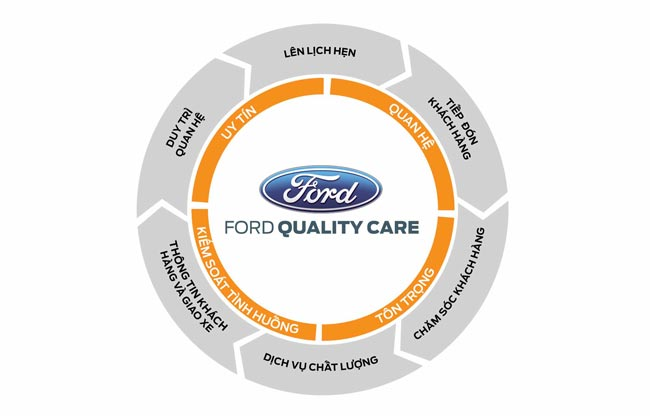 LÊN LỊCH HẸN
TIẾP ĐÓN
KHÁCH HÀNG
CHĂM SÓC KHÁCH HÀNG
DỊCH VỤ CHẤT LƯỢNG
THÔNG TIN KHÁCH
HÀNG VÀ GIAO XE
DUY TRÌ
QUAN HỆ
UY TÍN
QUAN HỆ
TÔN TRỌNG
KIỂM SOÁT TÌNH HUỐNG
Ford
FORD QUALITY CARE